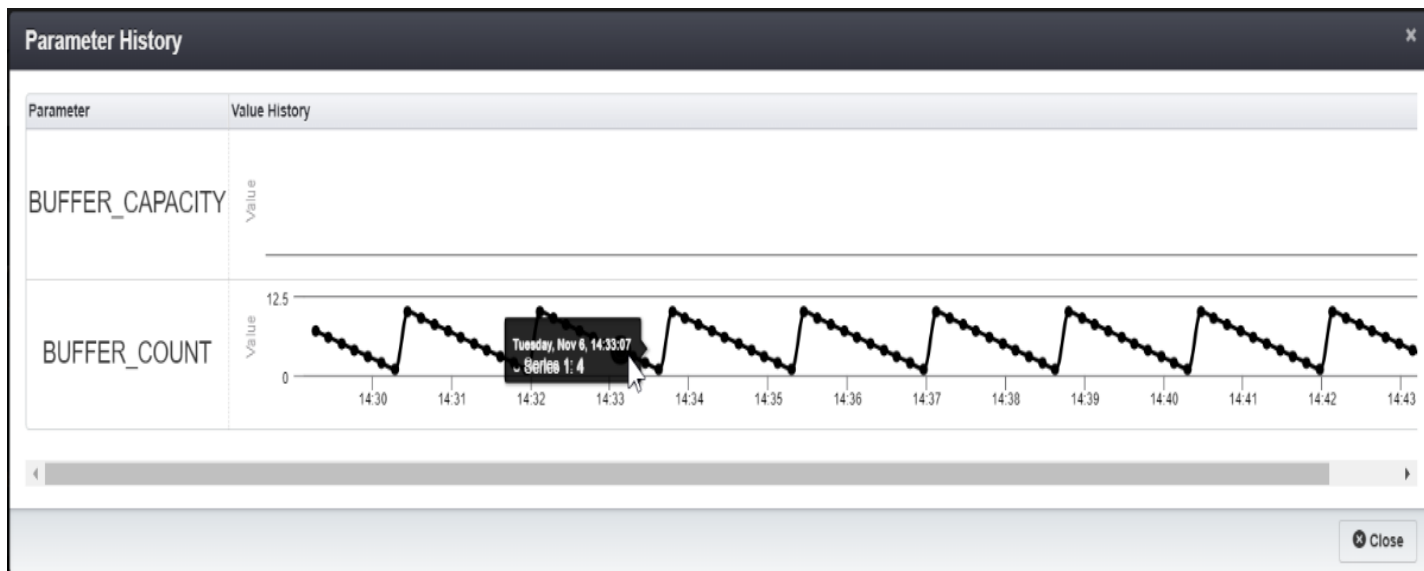 Parameter History
×
Parameter Value History
BUFFER_CAPACITY
Value
BUFFER_COUNT
Value
12.5
0
Tuesday, Nov 6, 14:33:07
Series 1: 4
14:30 14:31 14:32 14:33 14:34 14:35 14:36 14:37 14:38 14:39 14:40 14:41 14:42 14:43
Close